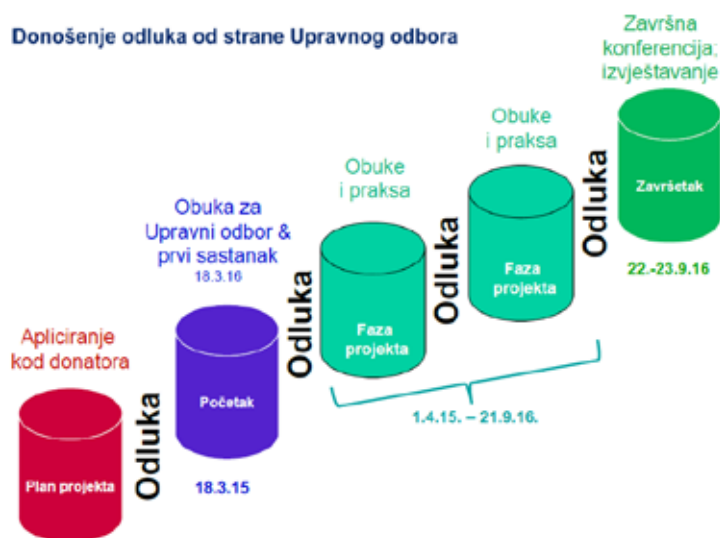 Donošenje odluka od strane Upravnog odbora
Apliciranje
kod donatora
Plan projekta
Odluka
Obuka za
Upravni odbor &
prvi sastanak
18.3.16
Početak
18.3.15
Odluka
Obuke
i praksa
Faza
projekta
Odluka
Obuke
i praksa
Faza
projekta
1.4.15. – 21.9.16.
Odluka
Završna
konferencija;
izvještavanje
Završetak
22.-23.9.16